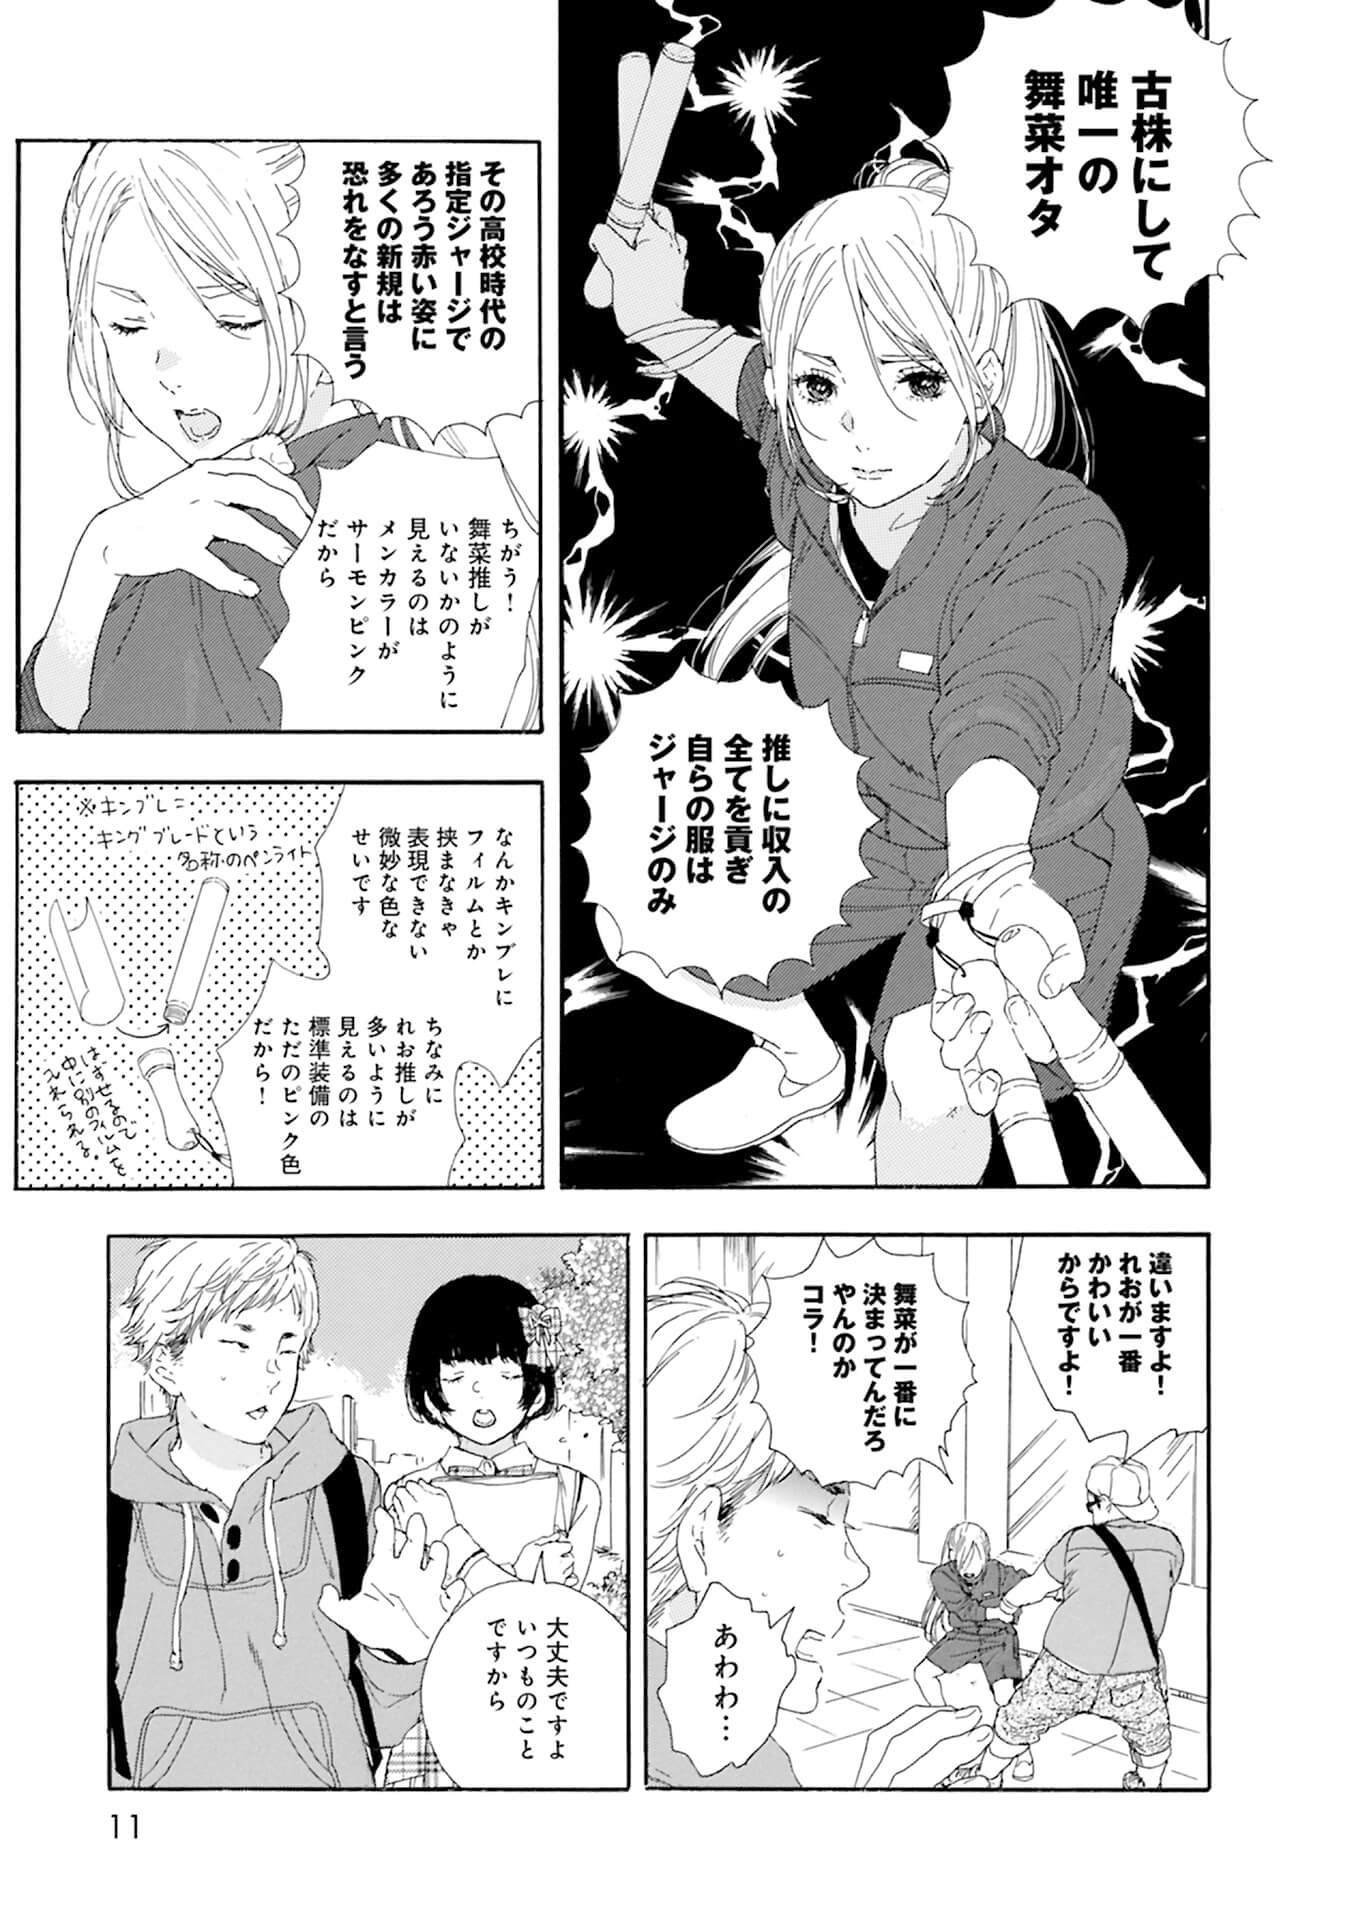 古株にして
唯一の
舞菜オタ
推しに収入の
全てを貢ぎ
自らの服は
ジャージのみ
その高校時代の
指定ジャージで
あろう赤い姿に
多くの新規は
恐れをなすと言う
ちがう！
舞菜推しが
いないかのように
見えるのは
メンカラーが
サーモンピンク
だから
なんかキンブレに
フィルムとか
挟まなきゃ
表現できない
微妙な色な
せいです
ちなみに
れお推しが
多いように
見えるのは
標準装備の
ただのピンク色
だから！
※キンブレ＝
キングブレードという
名称のペンライト
はずせるので
中に別のフィルムを
入れられる
違いますよ！
れおが一番
かわいい
からですよ！
舞菜が一番に
決まってんだろ
やんのか
コラ！
あわわ…
大丈夫ですよ
いつものこと
ですから
11